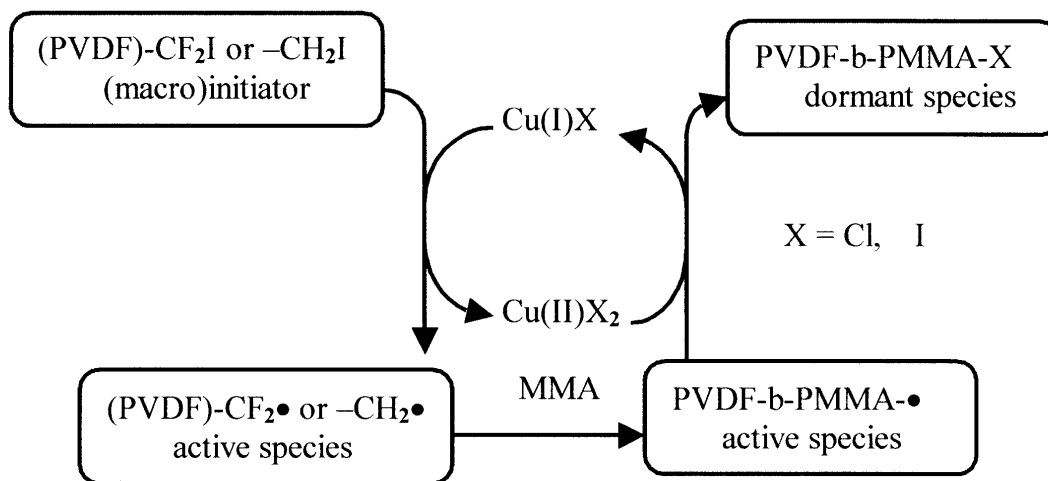 (PVDF)-CF₂I or –CH₂I
(macro)initiator
PVDF-b-PMMA-X
dormant species
Cu(I)X
X = Cl, I
Cu(II)X₂
(PVDF)-CF₂● or –CH₂●
active species
MMA
PVDF-b-PMMA-●
active species